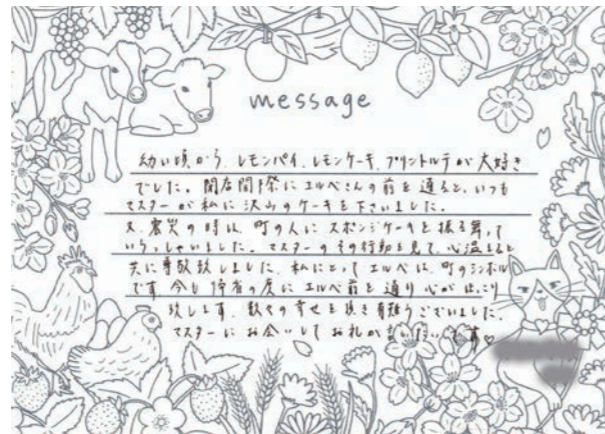 message
幼い頃から、レモンパイ、レモンケーキ、プリントルテが大好き
でした。閉店間際にエルベさんの前を通ると、いつも
マスターが私に沢山のケーキを下さいました。
又、震災の時は、町の人にスポンジケーキを振る舞って
いらっしゃいました。マスターのその行動を見て、心温まると
共に尊敬致しました。私にとってエルベは、町のシンボル
です。今も帰省の度にエルベ前を通り心がほっこり
致します。数々の幸せを有難うございました。
マスターにお会いしてお礼が言いたいです♡